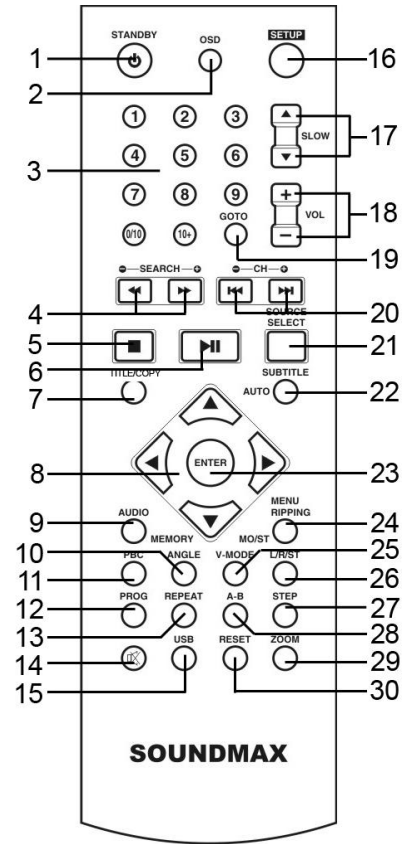 STANDBY OSD SETUP
1 16
2
1 2 3 17
SLOW
3 4 5 6
7 8 9 + 18
VOL
0/10 10+ GOTO −
19
SEARCH CH
4 20
SOURCE
SELECT
5 21
6
TITLE/COPY SUBTITLE
7 AUTO 22
8 ENTER 23
AUDIO MENU
RIPPING
9 24
MEMORY MO/ST
10 PBC ANGLE V-MODE L/R/ST 25
11 26
12 PROG REPEAT A-B STEP 27
13 28
14 USB RESET ZOOM 29
15 30
SOUNDMAX